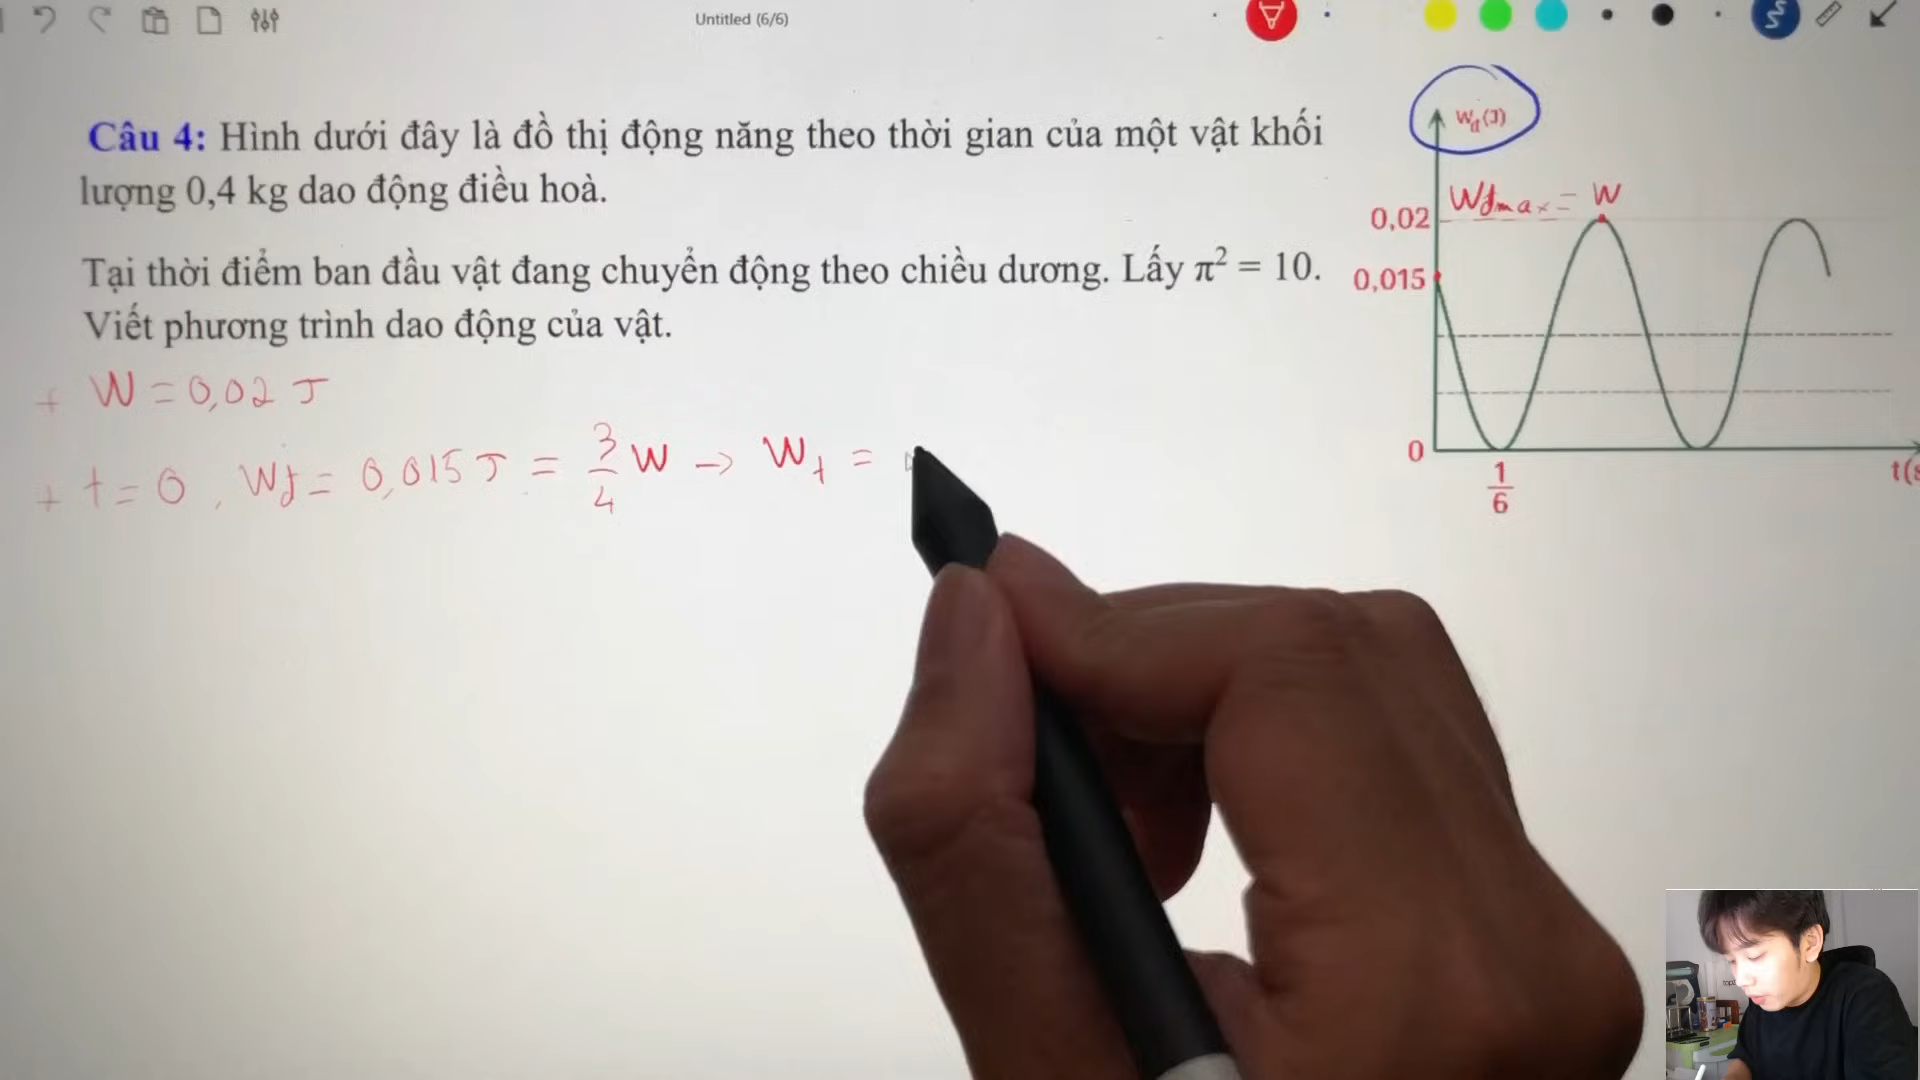 Untitled (6/6)
Câu 4: Hình dưới đây là đồ thị động năng theo thời gian của một vật khối
lượng 0,4 kg dao động điều hoà.
Tại thời điểm ban đầu vật đang chuyển động theo chiều dương. Lấy π² = 10.
Viết phương trình dao động của vật.
+ W = 0,02 J
+ t = 0, Wđ = 0,015 J = 3/4 W → Wt =
Wđ(J)
Wđmax = W
0,02
0,015
0
1/6
t(s